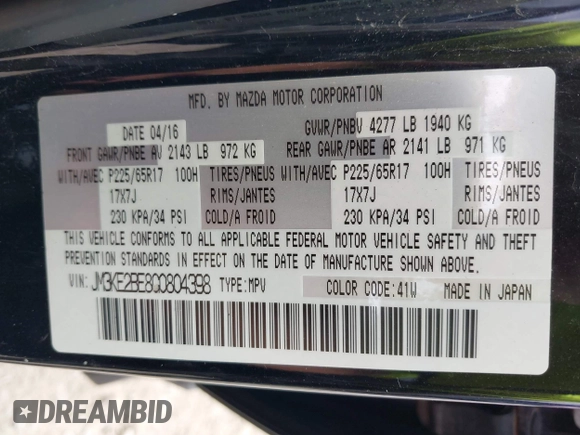 MFD. BY MAZDA MOTOR CORPORATION
DATE 04/16 GVWR/PNBV 4277 LB 1940 KG
FRONT GAWR/PNBE AV 2143 LB 972 KG REAR GAWR/PNBE AR 2141 LB 971 KG
WITH/AVEC P225/65R17 100H TIRES/PNEUS WITH/AVEC P225/65R17 100H TIRES/PNEUS
17X7J RIMS/JANTES 17X7J RIMS/JANTES
230 KPA/34 PSI COLD/A FROID 230 KPA/34 PSI COLD/A FROID
THIS VEHICLE CONFORMS TO ALL APPLICABLE FEDERAL MOTOR VEHICLE SAFETY AND THEFT
PREVENTION STANDARDS IN EFFECT ON THE DATE OF MANUFACTURE SHOWN ABOVE.
VIN: JM3KE2BE8G0804398 TYPE: MPV COLOR CODE: 41W MADE IN JAPAN
DREAMBID